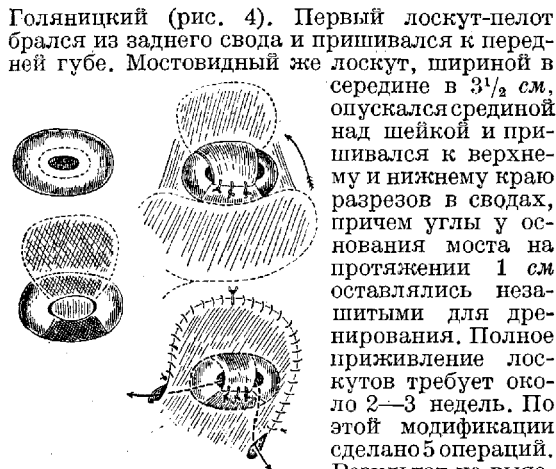 Голяницкий (рис. 4). Первый лоскут-пелот
брался из заднего свода и пришивался к перед-
ней губе. Мостовидный же лоскут, шириной в
середине в 3½ см,
опускался срединой
над шейкой и при-
шивался к верхне-
му и нижнему краю
разрезов в сводах,
причем углы у ос-
нования моста на
протяжении 1 см
оставлялись неза-
шитыми для дре-
нирования. Полное
приживление лос-
кутов требует око-
ло 2—3 недель. По
этой модификации
сделано 5 операций.